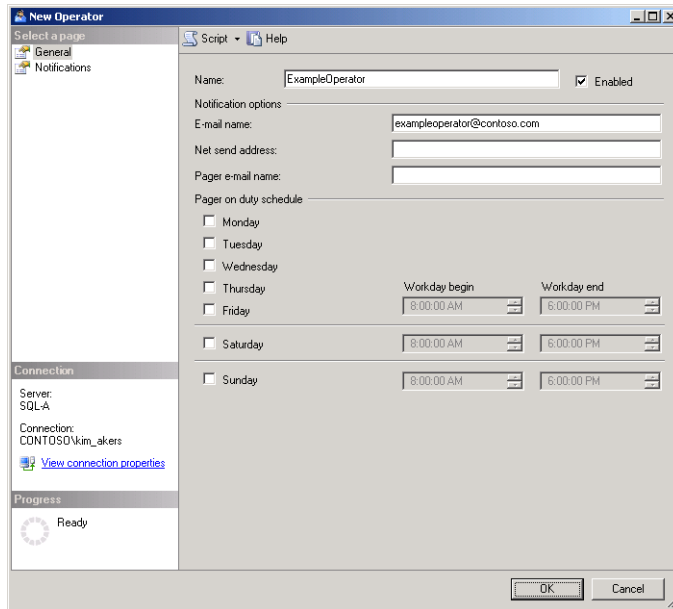 New Operator
Select a page
General
Notifications
Script Help
Name: ExampleOperator Enabled
Notification options
E-mail name: exampleoperator@contoso.com
Net send address:
Pager e-mail name:
Pager on duty schedule
Monday
Tuesday
Wednesday
Thursday Workday begin Workday end
Friday 8:00:00 AM 6:00:00 PM
Saturday 8:00:00 AM 6:00:00 PM
Sunday 8:00:00 AM 6:00:00 PM
Connection
Server:
SQL-A
Connection:
CONTOSO\kim_akers
View connection properties
Progress
Ready
OK Cancel